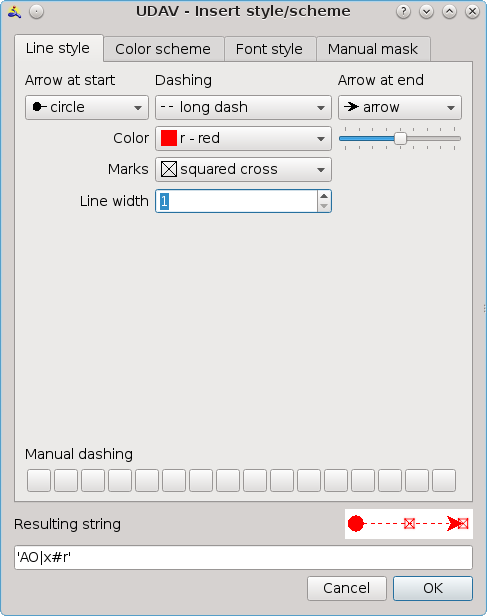 UDAV - Insert style/scheme
Line style Color scheme Font style Manual mask
Arrow at start Dashing Arrow at end
circle -- long dash arrow
Color r - red
Marks squared cross
Line width 1
Manual dashing
Resulting string
'AO|x#r'
Cancel OK